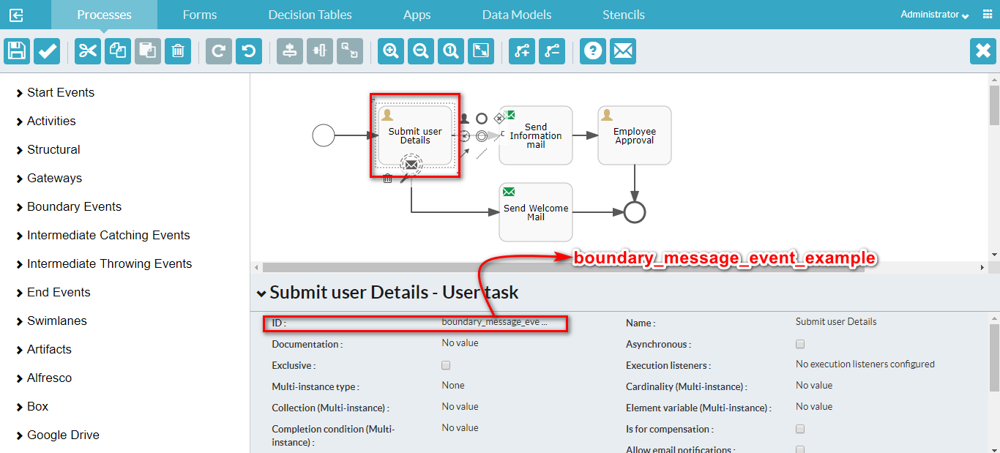 Processes
Forms
Decision Tables
Apps
Data Models
Stencils
Administrator
Start Events
Activities
Structural
Gateways
Boundary Events
Intermediate Catching Events
Intermediate Throwing Events
End Events
Swimlanes
Artifacts
Alfresco
Box
Google Drive
Submit user
Details
Send
Information
mail
Employee
Approval
Send Welcome
Mail
boundary_message_event_example
Submit user Details - User task
ID :
boundary_message_eve ...
Name :
Submit user Details
Documentation :
No value
Asynchronous :
Exclusive :
Execution listeners :
No execution listeners configured
Multi-instance type :
None
Cardinality (Multi-instance) :
No value
Collection (Multi-instance) :
No value
Element variable (Multi-instance) :
No value
Completion condition (Multi-
instance) :
No value
Is for compensation :
Allow email notifications :